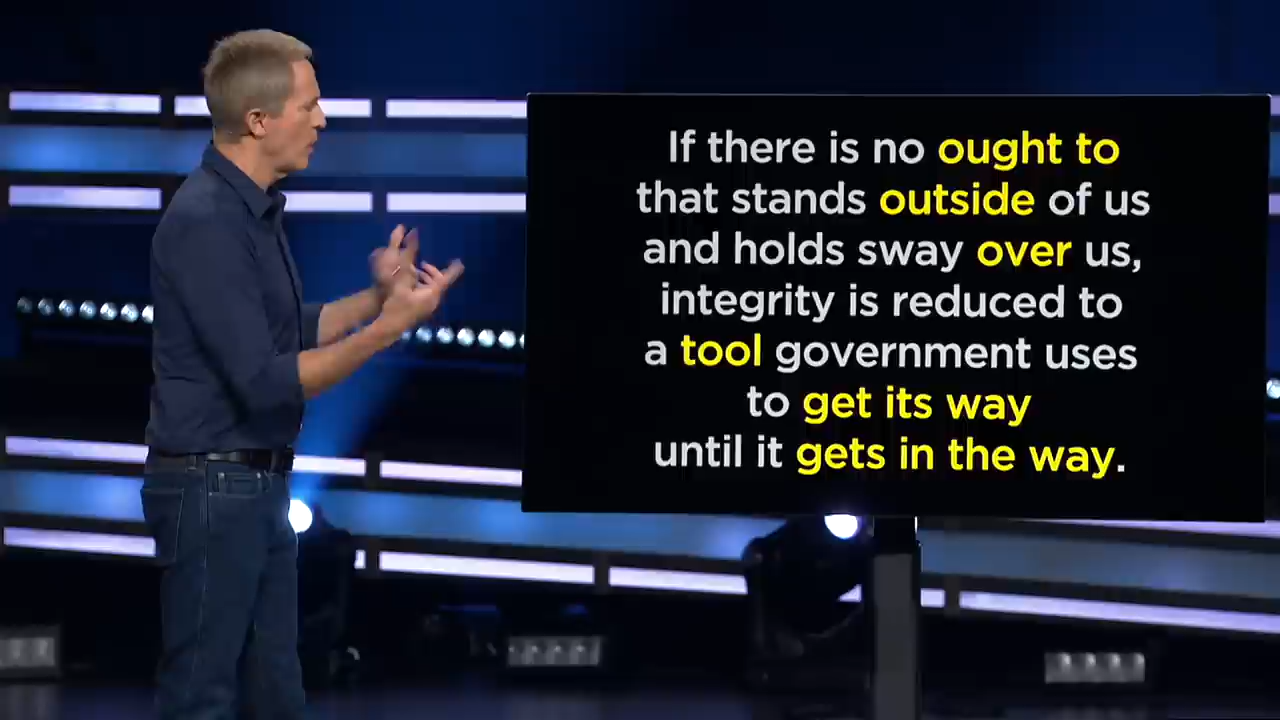 If there is no ought to
that stands outside of us
and holds sway over us,
integrity is reduced to
a tool government uses
to get its way
until it gets in the way.